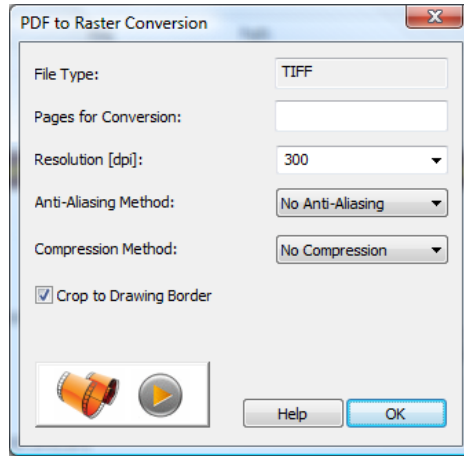 PDF to Raster Conversion
File Type: TIFF
Pages for Conversion:
Resolution [dpi]: 300
Anti-Aliasing Method: No Anti-Aliasing
Compression Method: No Compression
Crop to Drawing Border
Help OK